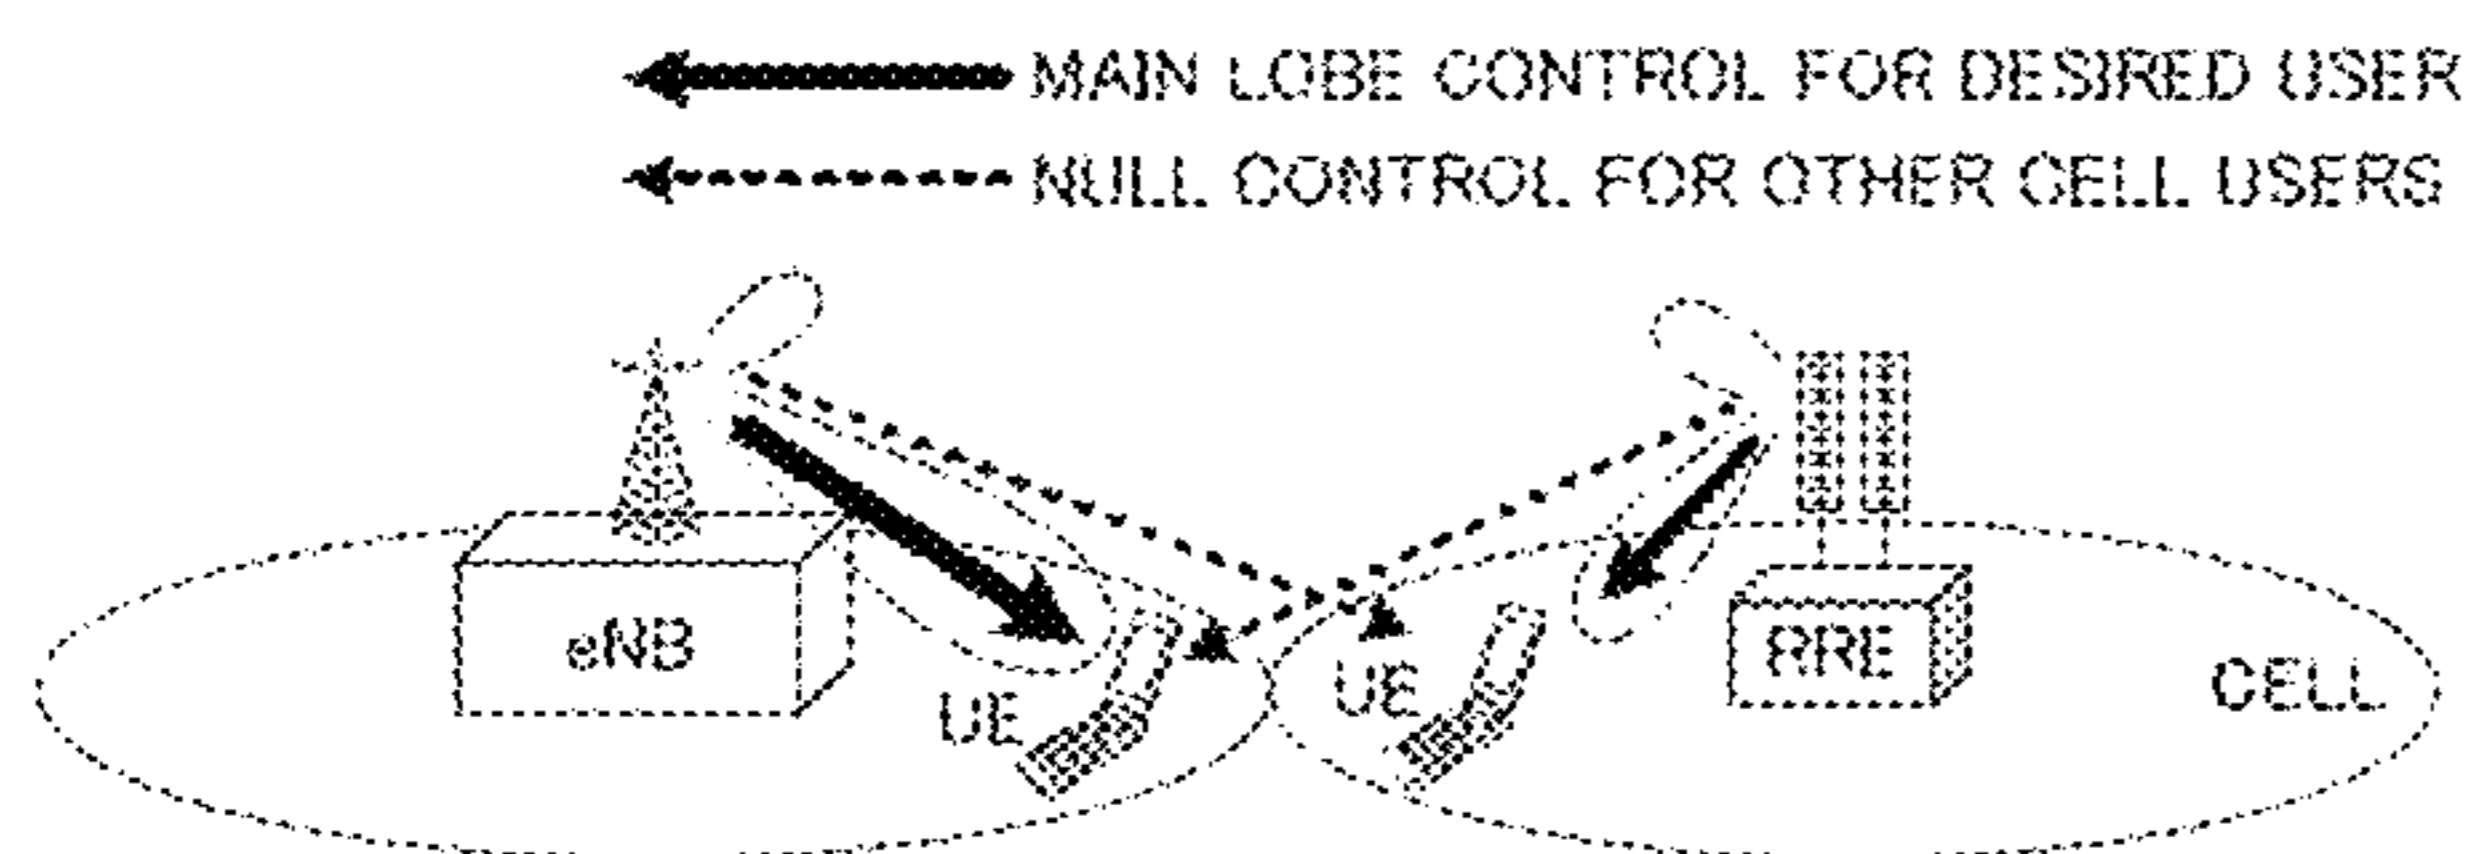 MAIN LOBE CONTROL FOR DESIRED USER
NULL CONTROL FOR OTHER CELL USERS
eNB
UE
UE
RRE
CELL